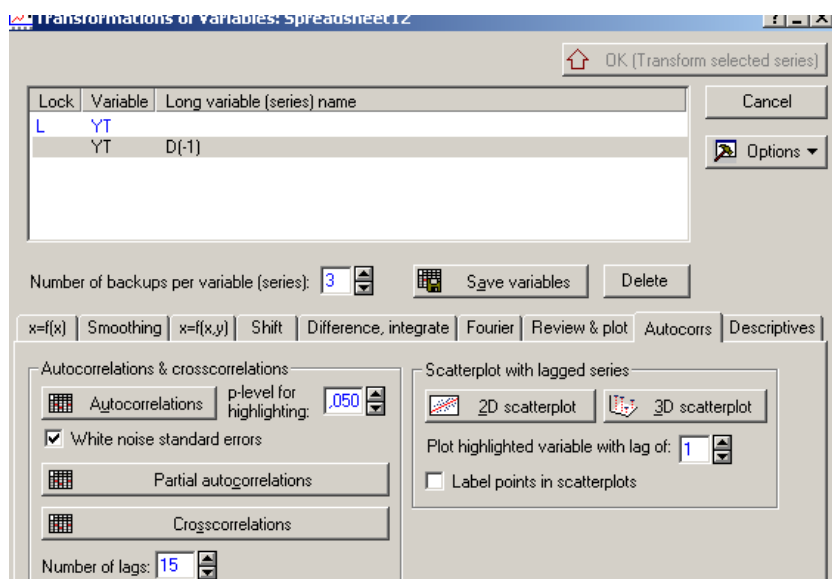 Transformations of Variables: Spreadsheet12
OK (Transform selected series)
Lock Variable Long variable (series) name
L YT
YT D(-1)
Cancel
Options
Number of backups per variable (series): 3 Save variables Delete
x=f(x) Smoothing x=f(x,y) Shift Difference, integrate Fourier Review & plot Autocorrs Descriptives
Autocorrelations & crosscorrelations
Autocorrelations p-level for highlighting: ,050
White noise standard errors
Partial autocorrelations
Crosscorrelations
Number of lags: 15
Scatterplot with lagged series
2D scatterplot 3D scatterplot
Plot highlighted variable with lag of: 1
Label points in scatterplots